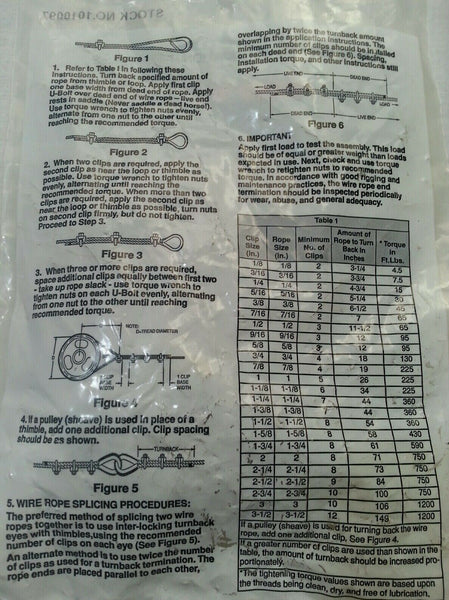 STOCK NO. 1010097
Figure 1
1. Refer to Table I in following these
instructions. Turn back specified amount of
rope from thimble or loop. Apply first clip
one base width from dead end of rope. Apply
U-Bolt over dead end of wire rope - live end
rests in saddle (Never saddle a dead horse).
Use torque wrench to tighten nuts evenly,
alternate from one nut to the other until
reaching the recommended torque.
Figure 2
2. When two clips are required, apply the
second clip as near the loop or thimble as
possible. Use torque wrench to tighten nuts
evenly, alternating until reaching the
recommended torque. When more than two
clips are required, apply the second clip as
near the loop or thimble as possible, turn nuts
on second clip firmly, but do not tighten.
Proceed to Step 3.
Figure 3
3. When three or more clips are required,
space additional clips equally between first two
- take up rope slack - use torque wrench to
tighten nuts on each U-Bolt evenly, alternating
from one nut to the other until reaching
recommended torque.
NOTE:
D=TREAD DIAMETER
D
1 CLIP
BASE
WIDTH
1 CLIP
BASE
WIDTH
Figure 4
4. If a pulley (sheave) is used in place of a
thimble, add one additional clip. Clip spacing
should be as shown.
TURNBACK
Figure 5
5. WIRE ROPE SPLICING PROCEDURES:
The preferred method of splicing two wire
ropes together is to use inter-locking turnback
eyes with thimbles, using the recommended
number of clips on each eye (See Figure 5).
An alternate method is to use twice the number
of clips as used for a turnback termination. The
rope ends are placed parallel to each other,
overlapping by twice the turnback amount
shown in the application instructions. The
minimum number of clips should be installed
on each dead end (See Figure 6). Spacing,
installation torque, and other instructions still
apply.
LIVE END DEAD END
LOAD LOAD
DEAD END LIVE END
Figure 6
6. IMPORTANT
Apply first load to test the assembly. This load
should be of equal or greater weight than loads
expected in use. Next, check and use torque
wrench to retighten nuts to recommended
torque. In accordance with good rigging and
maintenance practices, the wire rope end
termination should be inspected periodically
for wear, abuse, and general adequacy.
Table 1
Clip Size (in.) Rope Size (in.) Minimum No. of Clips Amount of Rope to Turn Back in Inches * Torque in Ft.Lbs.
1/8 1/8 2 3-1/4 4.5
3/16 3/16 2 3-3/4 7.5
1/4 1/4 2 4-3/4 15
5/16 5/16 2 5-1/4 30
3/8 3/8 2 6-1/2 45
7/16 7/16 2 7 65
1/2 1/2 3 11-1/2 65
9/16 9/16 3 12 95
5/8 5/8 3 12 95
3/4 3/4 4 18 130
7/8 7/8 4 19 225
1 1 5 26 225
1-1/8 1-1/8 6 34 225
1-1/4 1-1/4 7 44 360
1-3/8 1-3/8 44 360
1-1/2 1-1/2 8 54 360
1-5/8 1-5/8 8 58 430
1-3/4 1-3/4 8 61 590
2 2 8 71 750
2-1/4 2-1/4 8 73 750
2-1/2 2-1/2 9 84 750
2-3/4 2-3/4 10 100 750
3 3 10 106 1200
3-1/2 3-1/2 12 149 1200
If a pulley (sheave) is used for turning back the wire
rope, add one additional clip. See Figure 4.
If a greater number of clips are used than shown in the
table, the amount of turnback should be increased pro-
portionately.
*The tightening torque values shown are based upon
the threads being clean, dry, and free of lubrication.